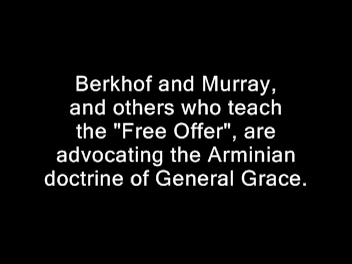 Berkhof and Murray,
and others who teach
the "Free Offer", are
advocating the Arminian
doctrine of General Grace.